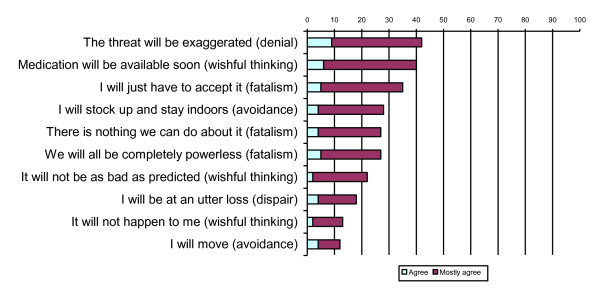 0 10 20 30 40 50 60 70 80 90 100
The threat will be exaggerated (denial)
Medication will be available soon (wishful thinking)
I will just have to accept it (fatalism)
I will stock up and stay indoors (avoidance)
There is nothing we can do about it (fatalism)
We will all be completely powerless (fatalism)
It will not be as bad as predicted (wishful thinking)
I will be at an utter loss (dispair)
It will not happen to me (wishful thinking)
I will move (avoidance)
Agree Mostly agree